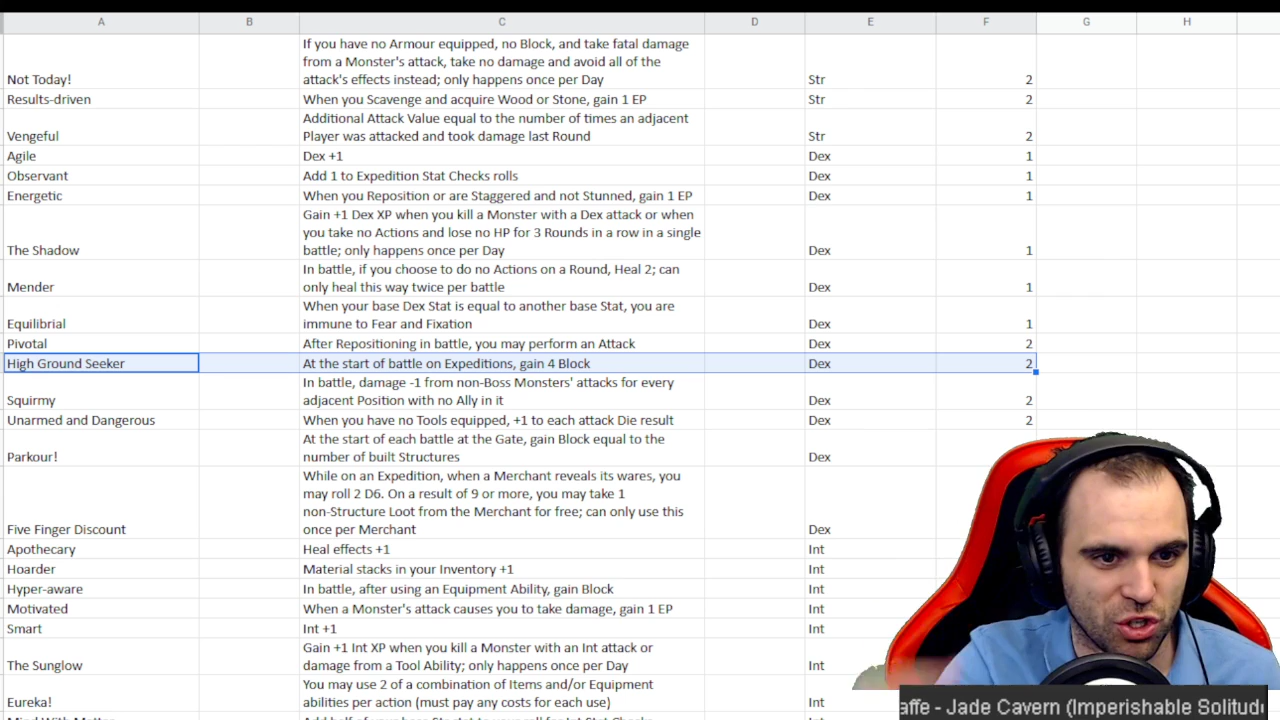 A B C D E F G H
If you have no Armour equipped, no Block, and take fatal damage
from a Monster's attack, take no damage and avoid all of the
Not Today! attack's effects instead; only happens once per Day Str 2
Results-driven When you Scavenge and acquire Wood or Stone, gain 1 EP Str 2
Additional Attack Value equal to the number of times an adjacent
Vengeful Player was attacked and took damage last Round Str 2
Agile Dex +1 Dex 1
Observant Add 1 to Expedition Stat Checks rolls Dex 1
Energetic When you Reposition or are Staggered and not Stunned, gain 1 EP Dex 1
Gain +1 Dex XP when you kill a Monster with a Dex attack or when
you take no Actions and lose no HP for 3 Rounds in a row in a single
The Shadow battle; only happens once per Day Dex 1
In battle, if you choose to do no Actions on a Round, Heal 2; can
Mender only heal this way twice per battle Dex 1
When your base Dex Stat is equal to another base Stat, you are
Equilibrial immune to Fear and Fixation Dex 1
Pivotal After Repositioning in battle, you may perform an Attack Dex 2
High Ground Seeker At the start of battle on Expeditions, gain 4 Block Dex 2
In battle, damage -1 from non-Boss Monsters' attacks for every
Squirmy adjacent Position with no Ally in it Dex 2
Unarmed and Dangerous When you have no Tools equipped, +1 to each attack Die result Dex 2
At the start of each battle at the Gate, gain Block equal to the
Parkour! number of built Structures Dex
While on an Expedition, when a Merchant reveals its wares, you
may roll 2 D6. On a result of 9 or more, you may take 1
non-Structure Loot from the Merchant for free; can only use this
Five Finger Discount once per Merchant Dex
Apothecary Heal effects +1 Int
Hoarder Material stacks in your Inventory +1 Int
Hyper-aware In battle, after using an Equipment Ability, gain Block Int
Motivated When a Monster's attack causes you to take damage, gain 1 EP Int
Smart Int +1 Int
Gain +1 Int XP when you kill a Monster with an Int attack or
The Sunglow damage from a Tool Ability; only happens once per Day Int
You may use 2 of a combination of Items and/or Equipment
Eureka! abilities per action (must pay any costs for each use) Int
affe - Jade Cavern (Imperishable Solitud